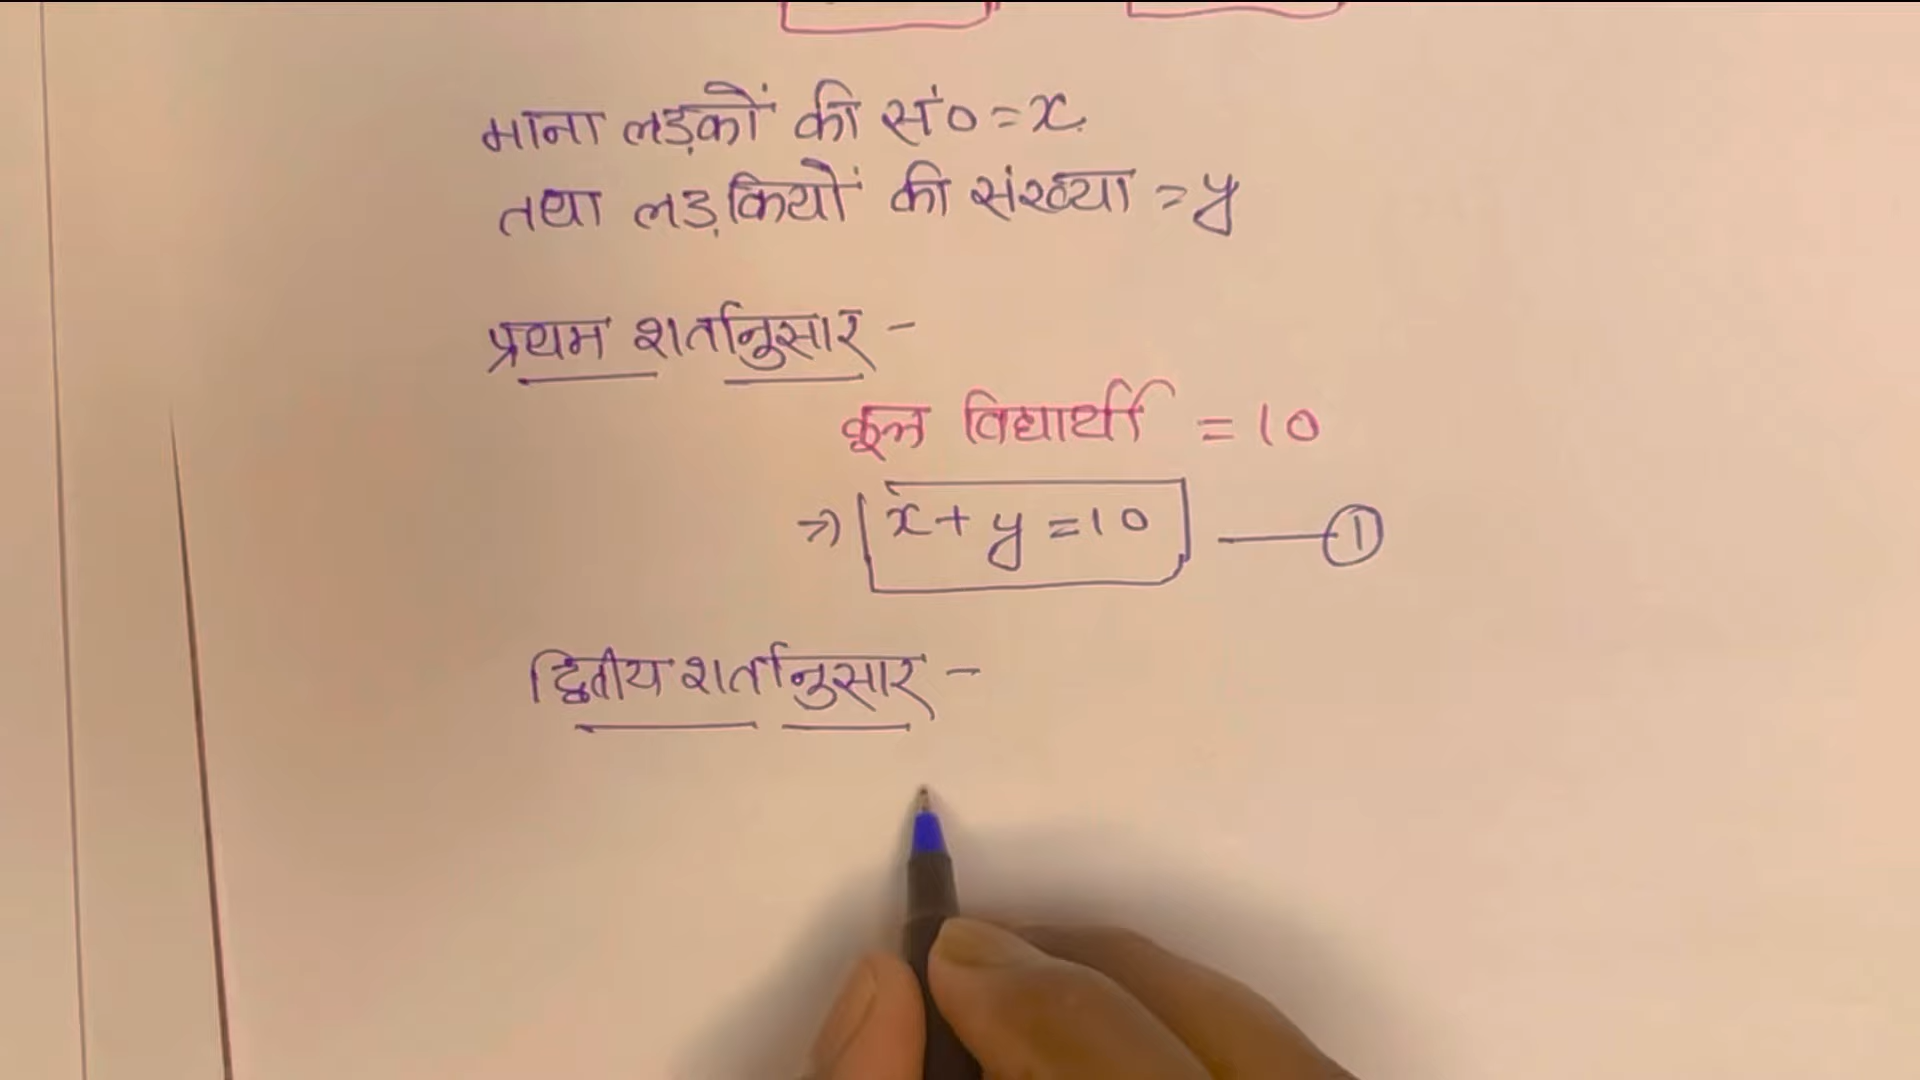 माना लड़कों की सं० = x
तथा लड़कियों की संख्या = y
प्रथम शर्तानुसार -
कुल विद्यार्थी = 10
⇒ x + y = 10 — ①
द्वितीय शर्तानुसार -